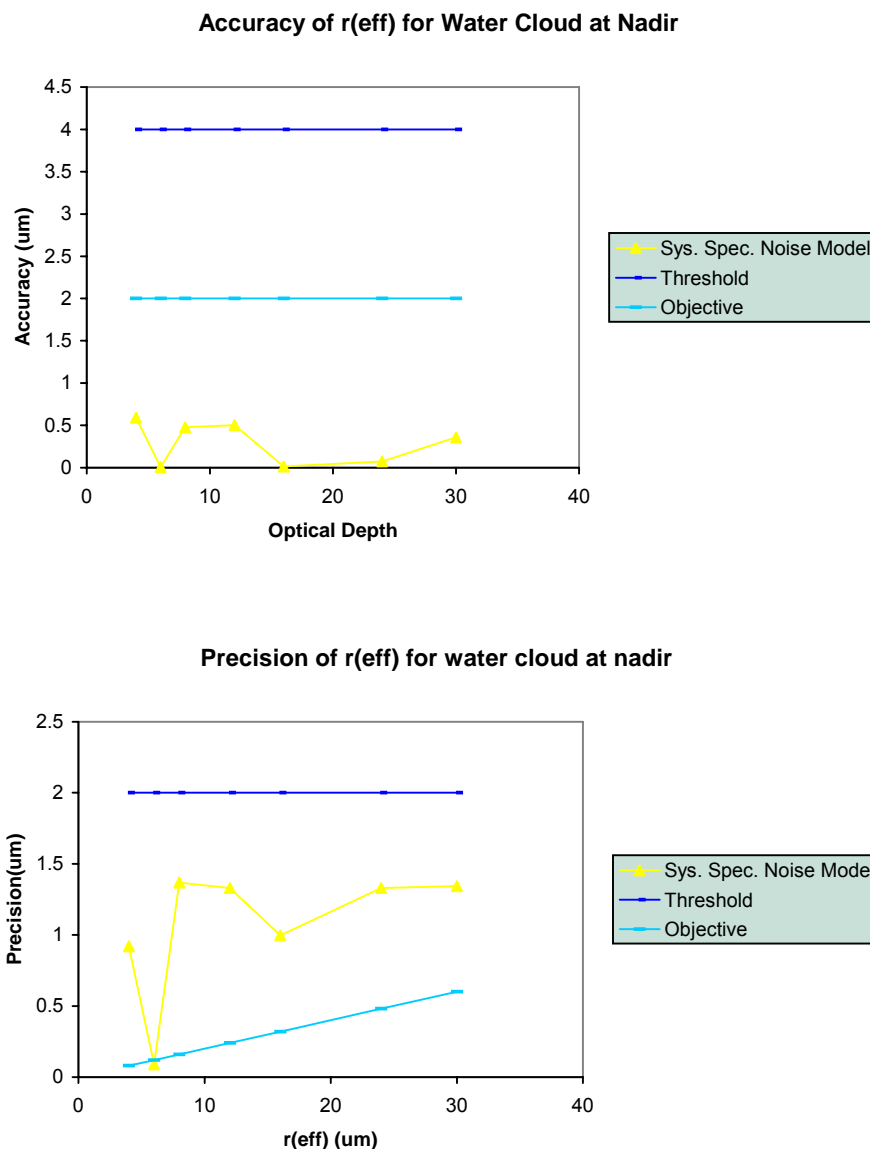 Accuracy of r(eff) for Water Cloud at Nadir
4.5
4
3.5
3
2.5
2
1.5
1
0.5
0
Accuracy (um)
0
10
20
30
40
Optical Depth
Sys. Spec. Noise Model
Threshold
Objective
Precision of r(eff) for water cloud at nadir
2.5
2
1.5
1
0.5
0
Precision(um)
0
10
20
30
40
r(eff) (um)
Sys. Spec. Noise Mode
Threshold
Objective